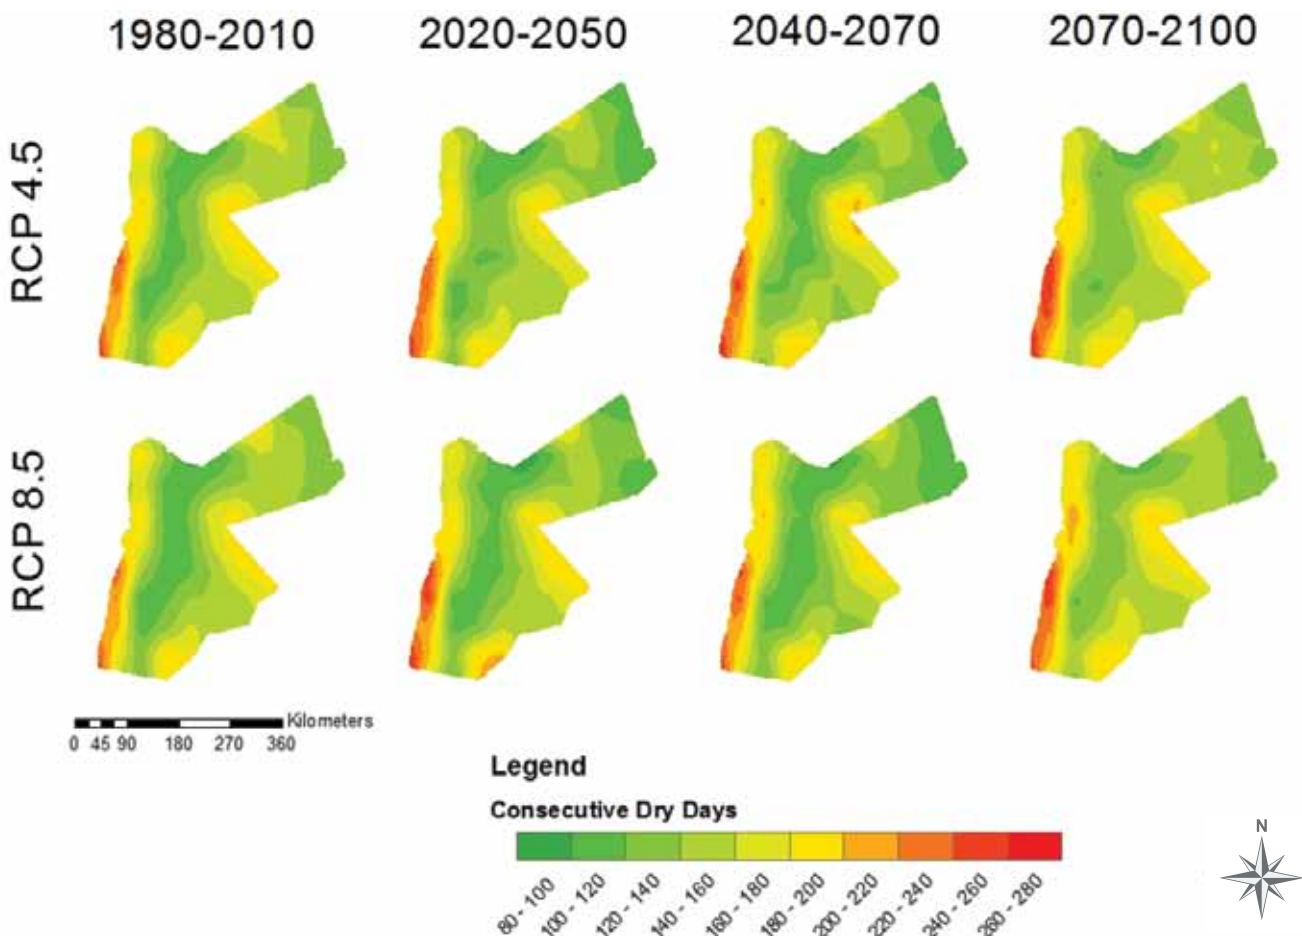 1980-2010 2020-2050 2040-2070 2070-2100
RCP 4.5
RCP 8.5
Kilometers
0 45 90 180 270 360
Legend
Consecutive Dry Days
80 - 100 100 - 120 120 - 140 140 - 160 160 - 180 180 - 200 200 - 220 220 - 240 240 - 260 260 - 280
N